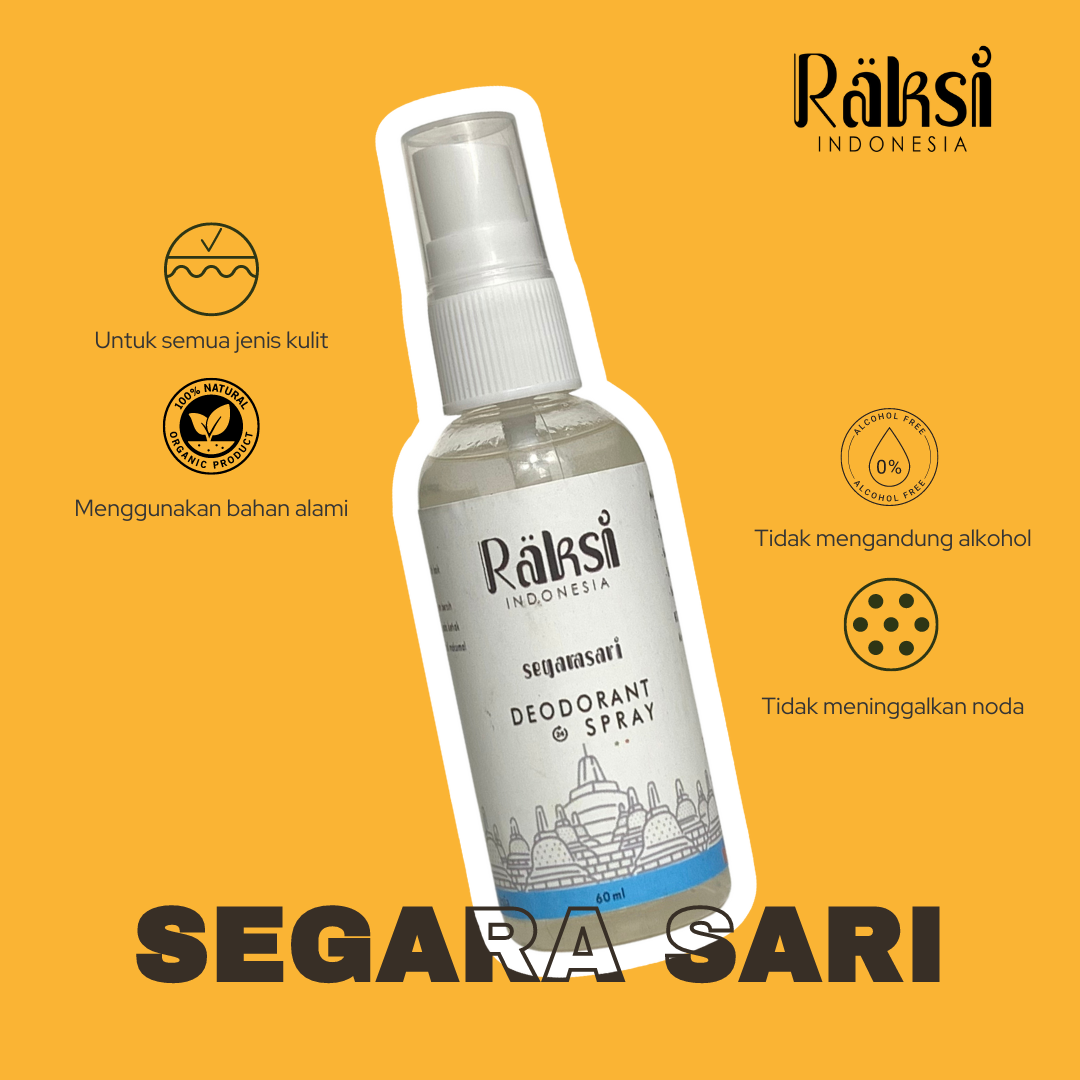 Räksi
INDONESIA
Untuk semua jenis kulit
100% NATURAL
ORGANIC PRODUCT
Menggunakan bahan alami
ALCOHOL FREE
0%
ALCOHOL FREE
Tidak mengandung alkohol
Tidak meninggalkan noda
Räksi
INDONESIA
segarasari
DEODORANT
24 SPRAY
60 ml
SEGARA SARI